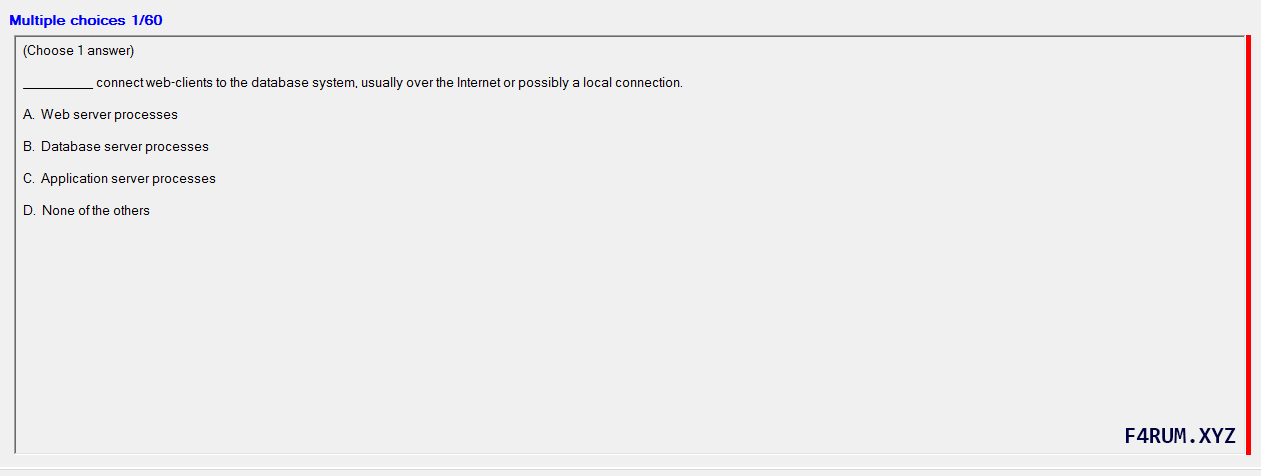 Multiple choices 1/60
(Choose 1 answer)
__________ connect web-clients to the database system, usually over the Internet or possibly a local connection.
A. Web server processes
B. Database server processes
C. Application server processes
D. None of the others
F4RUM.XYZ